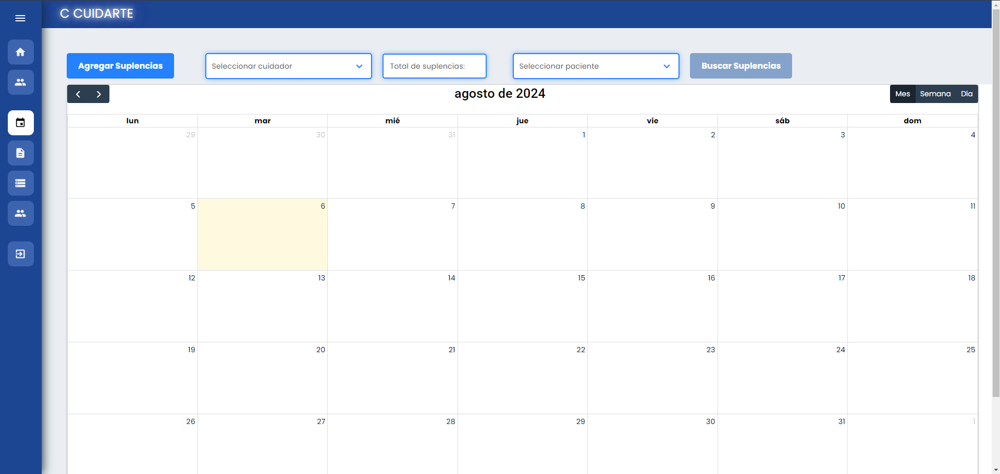 C CUIDARTE
Agregar Suplencias
Seleccionar cuidador
Total de suplencias:
Seleccionar paciente
Buscar Suplencias
agosto de 2024
Mes Semana Día
lun mar mié jue vie sáb dom
29 30 31 1 2 3 4
5 6 7 8 9 10 11
12 13 14 15 16 17 18
19 20 21 22 23 24 25
26 27 28 29 30 31 1